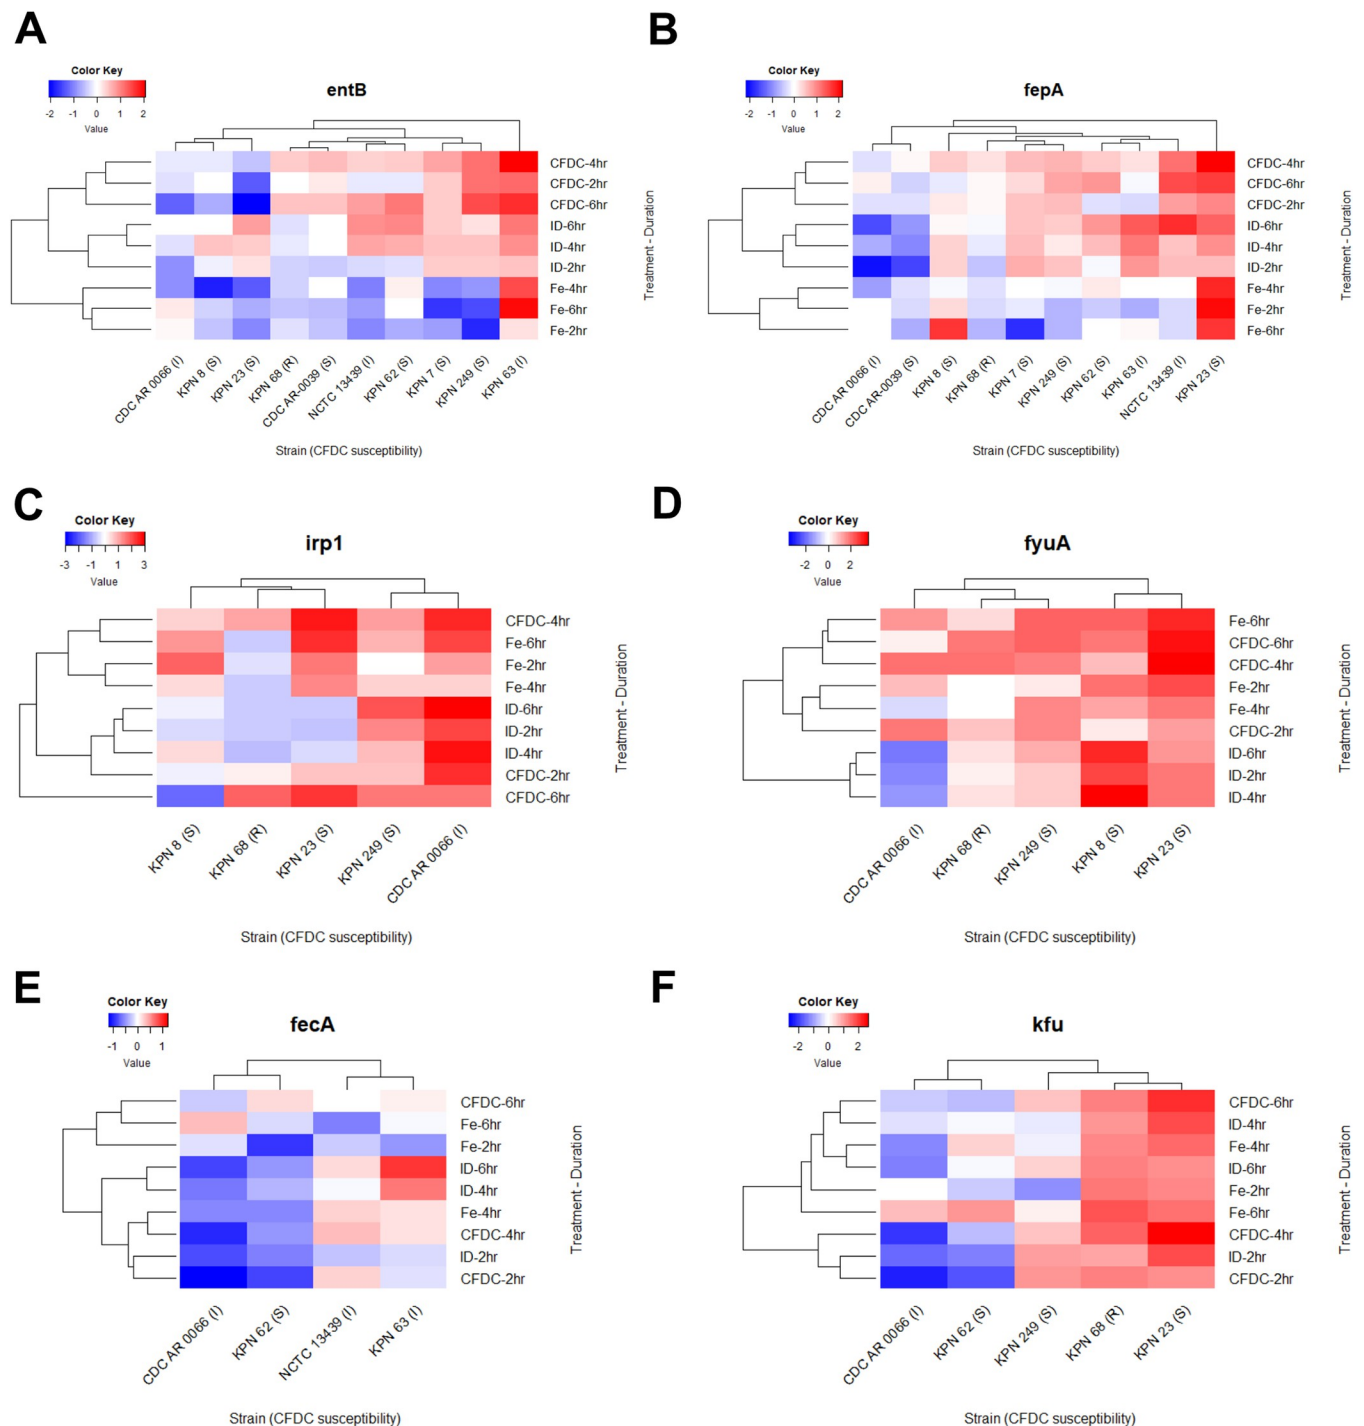 A
Color Key
-2 -1 0 1 2
Value
entB
CFDC-4hr
CFDC-2hr
CFDC-6hr
ID-6hr
ID-4hr
ID-2hr
Fe-4hr
Fe-6hr
Fe-2hr
Treatment - Duration
CDC AR 0066 (I)
KPN 8 (S)
KPN 23 (S)
KPN 68 (R)
CDC AR-0039 (S)
NCTC 13439 (I)
KPN 62 (S)
KPN 7 (S)
KPN 249 (S)
KPN 63 (I)
Strain (CFDC susceptibility)
B
Color Key
-2 -1 0 1 2
Value
fepA
CFDC-4hr
CFDC-6hr
CFDC-2hr
ID-6hr
ID-4hr
ID-2hr
Fe-4hr
Fe-2hr
Fe-6hr
Treatment - Duration
CDC AR 0066 (I)
CDC AR-0039 (S)
KPN 8 (S)
KPN 68 (R)
KPN 7 (S)
KPN 249 (S)
KPN 62 (S)
KPN 63 (I)
NCTC 13439 (I)
KPN 23 (S)
Strain (CFDC susceptibility)
C
Color Key
-3 -1 1 3
Value
irp1
CFDC-4hr
Fe-6hr
Fe-2hr
Fe-4hr
ID-6hr
ID-2hr
ID-4hr
CFDC-2hr
CFDC-6hr
Treatment - Duration
KPN 8 (S)
KPN 68 (R)
KPN 23 (S)
KPN 249 (S)
CDC AR 0066 (I)
Strain (CFDC susceptibility)
D
Color Key
-2 0 2
Value
fyuA
Fe-6hr
CFDC-6hr
CFDC-4hr
Fe-2hr
Fe-4hr
CFDC-2hr
ID-6hr
ID-2hr
ID-4hr
Treatment - Duration
CDC AR 0066 (I)
KPN 68 (R)
KPN 249 (S)
KPN 8 (S)
KPN 23 (S)
Strain (CFDC susceptibility)
E
Color Key
-1 0 1
Value
fecA
CFDC-6hr
Fe-6hr
Fe-2hr
ID-6hr
ID-4hr
Fe-4hr
CFDC-4hr
ID-2hr
CFDC-2hr
Treatment - Duration
CDC AR 0066 (I)
KPN 62 (S)
NCTC 13439 (I)
KPN 63 (I)
Strain (CFDC susceptibility)
F
Color Key
-2 0 2
Value
kfu
CFDC-6hr
ID-4hr
Fe-4hr
ID-6hr
Fe-2hr
Fe-6hr
CFDC-4hr
ID-2hr
CFDC-2hr
Treatment - Duration
CDC AR 0066 (I)
KPN 62 (S)
KPN 249 (S)
KPN 68 (R)
KPN 23 (S)
Strain (CFDC susceptibility)